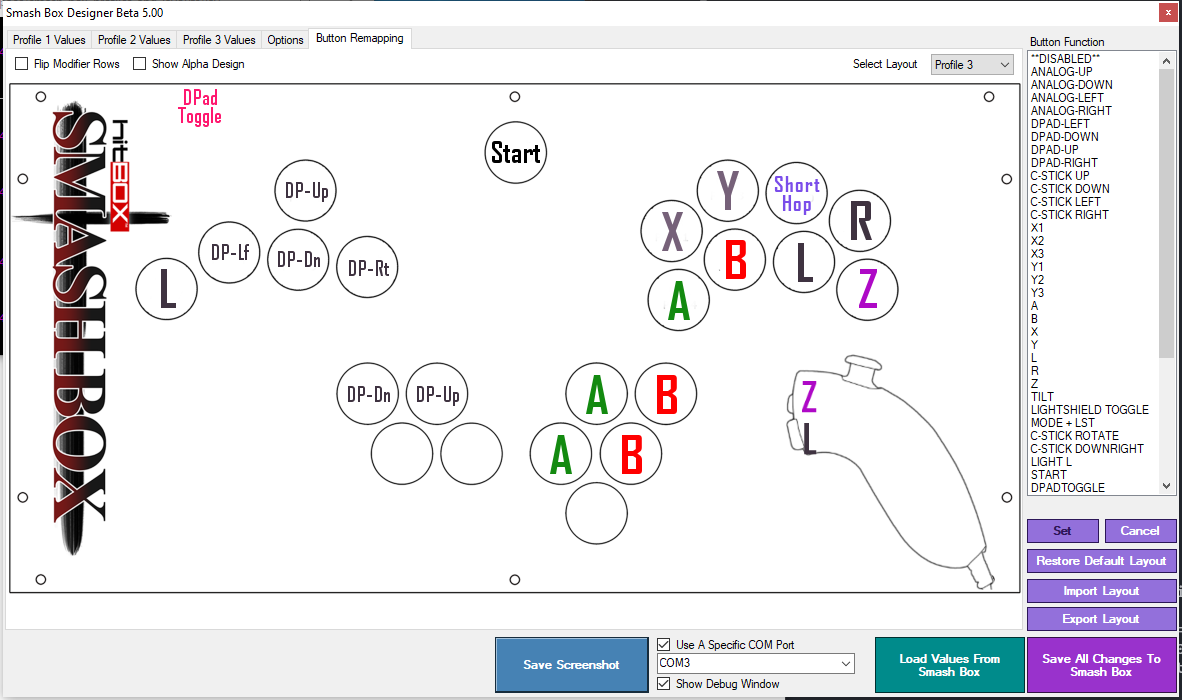 Smash Box Designer Beta 5.00
x
Profile 1 Values
Profile 2 Values
Profile 3 Values
Options
Button Remapping
Flip Modifier Rows
Show Alpha Design
Select Layout
Profile 3
hitBOX
SMASHBOX
DPad
Toggle
Start
DP-Up
DP-Lf
DP-Dn
DP-Rt
L
Y
Short
Hop
X
R
B
L
Z
A
DP-Dn
DP-Up
A
B
A
B
Z
L
Button Function
**DISABLED**
ANALOG-UP
ANALOG-DOWN
ANALOG-LEFT
ANALOG-RIGHT
DPAD-LEFT
DPAD-DOWN
DPAD-UP
DPAD-RIGHT
C-STICK UP
C-STICK DOWN
C-STICK LEFT
C-STICK RIGHT
X1
X2
X3
Y1
Y2
Y3
A
B
X
Y
L
R
Z
TILT
LIGHTSHIELD TOGGLE
MODE + LST
C-STICK ROTATE
C-STICK DOWNRIGHT
LIGHT L
START
DPADTOGGLE
Set
Cancel
Restore Default Layout
Import Layout
Export Layout
Save Screenshot
Use A Specific COM Port
COM3
Show Debug Window
Load Values From
Smash Box
Save All Changes To
Smash Box